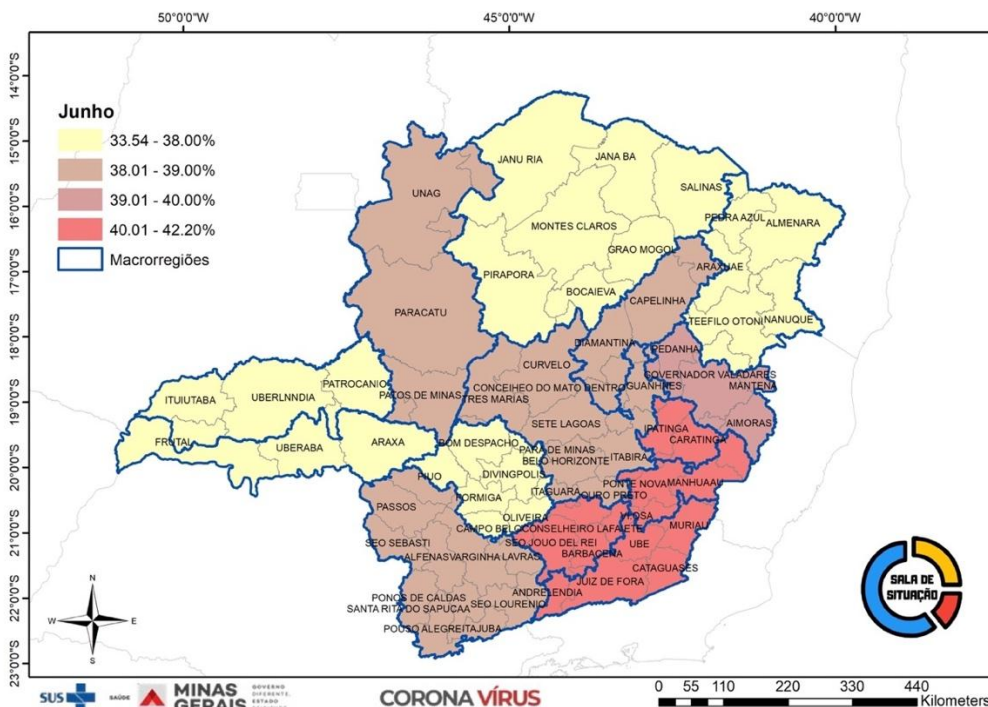 50°0'0"W 45°0'0"W 40°0'0"W
14°0'0"S
15°0'0"S
16°0'0"S
17°0'0"S
18°0'0"S
19°0'0"S
20°0'0"S
21°0'0"S
22°0'0"S
23°0'0"S
Junho
33.54 - 38.00%
38.01 - 39.00%
39.01 - 40.00%
40.01 - 42.20%
Macrorregiões
JANU RIA
JANA BA
UNAG
SALINAS
PEDRA AZUL
ALMENARA
MONTES CLAROS
GRAO MOGOL
PIRAPORA
ARAXUAE
BOCAIEVA
CAPELINHA
PARACATU
TEEFILO OTONI
NANUQUE
DIAMANTINA
PEDANHA
CURVELO
GOVERNADOR VALADARES
PATROCANIO
CONCEIHEO DO MATO DENTRO
GUANHNES
MANTENA
PATOS DE MINAS
TRES MARIAS
ITUIUTABA
UBERLNNDIA
SETE LAGOAS
IPATINGA
AIMORAS
FRUTAL
UBERABA
ARAXA
BOM DESPACHO
CARATINGA
PARA DE MINAS
BELO HORIZONTE
ITABIRA
PIUO
DIVINGPOLIS
PONTE NOVA
MANHUAAU
FORMIGA
ITAGUARA
OURO PRETO
PASSOS
OLIVEIRA
VIOSA
CAMPO BELO
CONSELHEIRO LAFAIETE
MURIAU
SEO SEBASTI
SEO JOUO DEL REI
UBE
ALFENAS
VARGINHA
LAVRAS
BARBACENA
CATAGUASES
JUIZ DE FORA
PONOS DE CALDAS
ANDRELENDIA
SANTA RITA DO SAPUCAA
SEO LOURENIO
POUSO ALEGRE
ITAJUBA
N
W E
S
SALA DE
SITUAÇÃO
SUS
SAÚDE
MINAS
GERAIS
GOVERNO
DIFERENTE.
ESTADO
CORONA VÍRUS
0 55 110 220 330 440
Kilometers